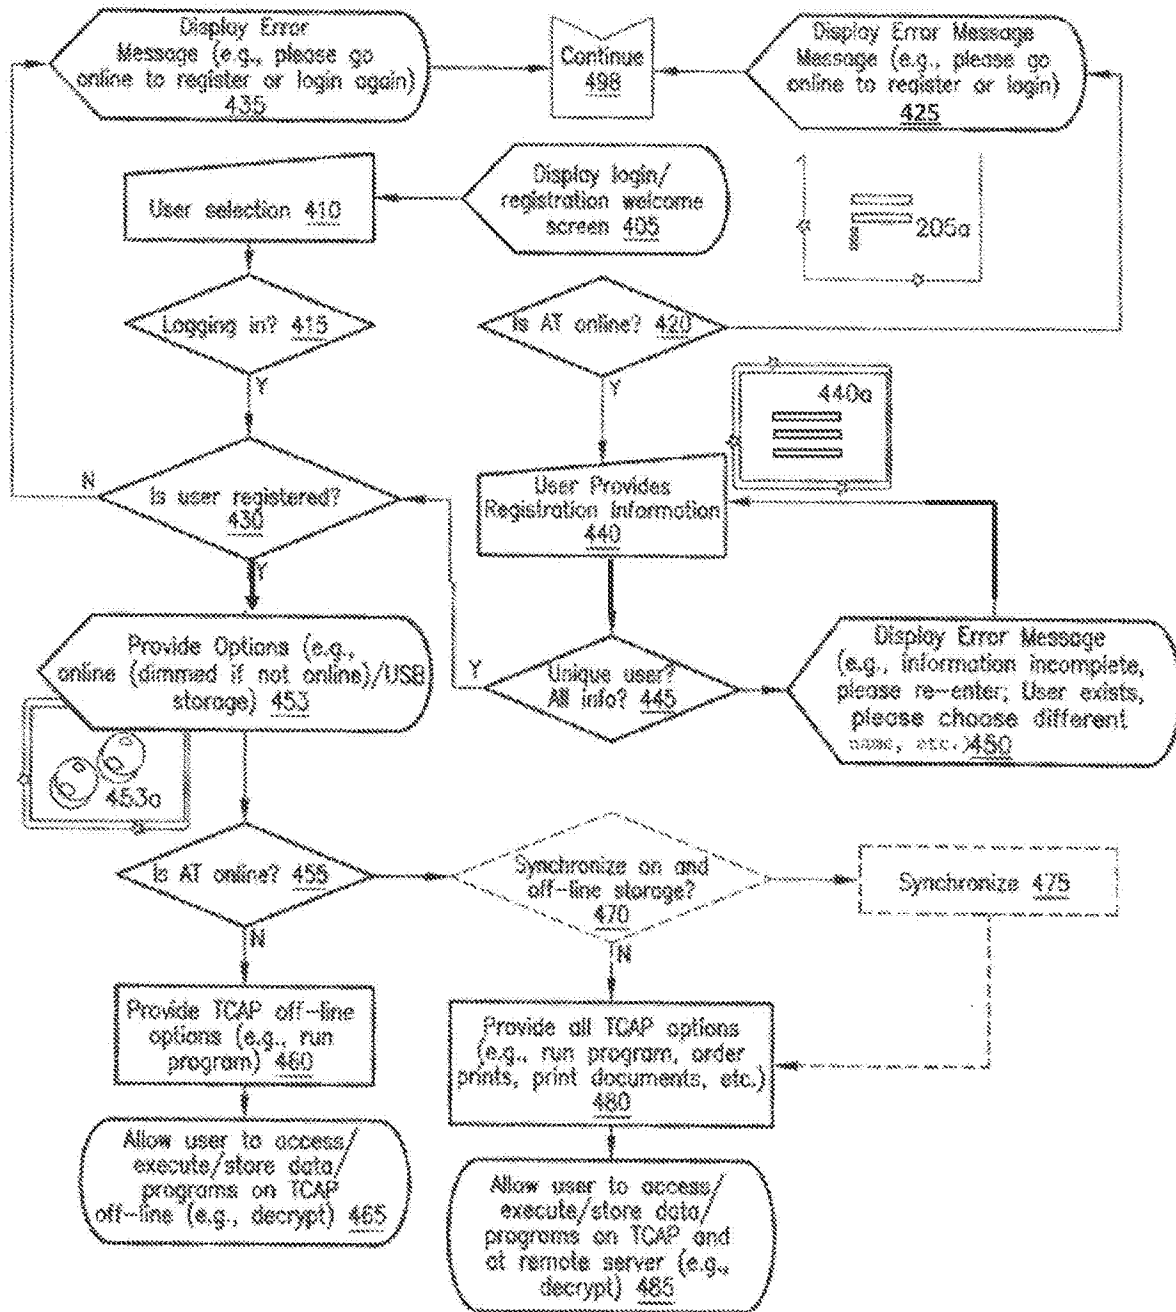 Display Error
Message (e.g., please go
online to register or login again)
435
Continue
498
Display Error Message
Message (e.g., please go
online to register or login)
425
User selection 410
Display login/
registration welcome
screen 405
205a
Logging in? 415
Is AT online? 420
Y
Y
440a
N
Is user registered?
430
Y
User Provides
Registration Information
440
Provide Options (e.g.,
online (dimmed if not online)/USB
storage) 453
Y
Unique user?
All info? 445
Display Error Message
(e.g., information incomplete,
please re-enter; User exists,
please choose different
name, etc.) 450
453a
Is AT online? 455
Synchronize on and
off-line storage?
470
Synchronize 475
N
N
Provide TCAP off-line
options (e.g., run
program) 460
Provide all TCAP options
(e.g., run program, order
prints, print documents, etc.)
480
Allow user to access/
execute/store data/
programs on TCAP
off-line (e.g., decrypt) 465
Allow user to access/
execute/store data/
programs on TCAP and
at remote server (e.g.,
decrypt) 485